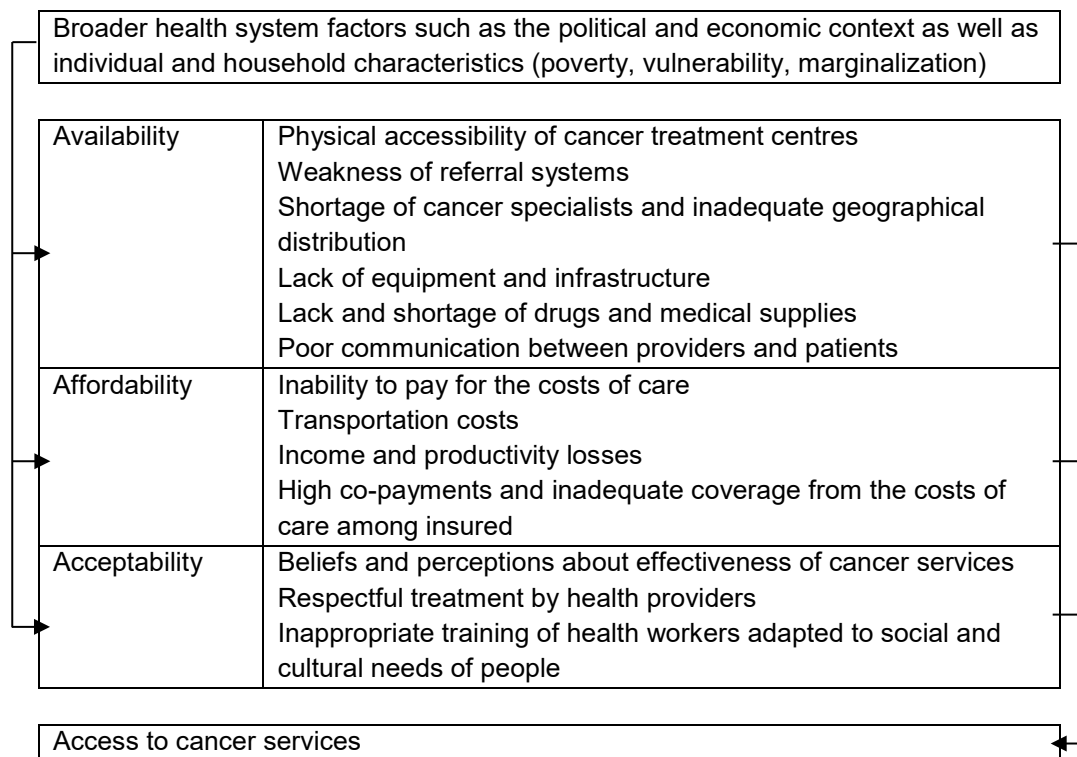 Broader health system factors such as the political and economic context as well as
individual and household characteristics (poverty, vulnerability, marginalization)
Availability
Physical accessibility of cancer treatment centres
Weakness of referral systems
Shortage of cancer specialists and inadequate geographical
distribution
Lack of equipment and infrastructure
Lack and shortage of drugs and medical supplies
Poor communication between providers and patients
Affordability
Inability to pay for the costs of care
Transportation costs
Income and productivity losses
High co-payments and inadequate coverage from the costs of
care among insured
Acceptability
Beliefs and perceptions about effectiveness of cancer services
Respectful treatment by health providers
Inappropriate training of health workers adapted to social and
cultural needs of people
Access to cancer services